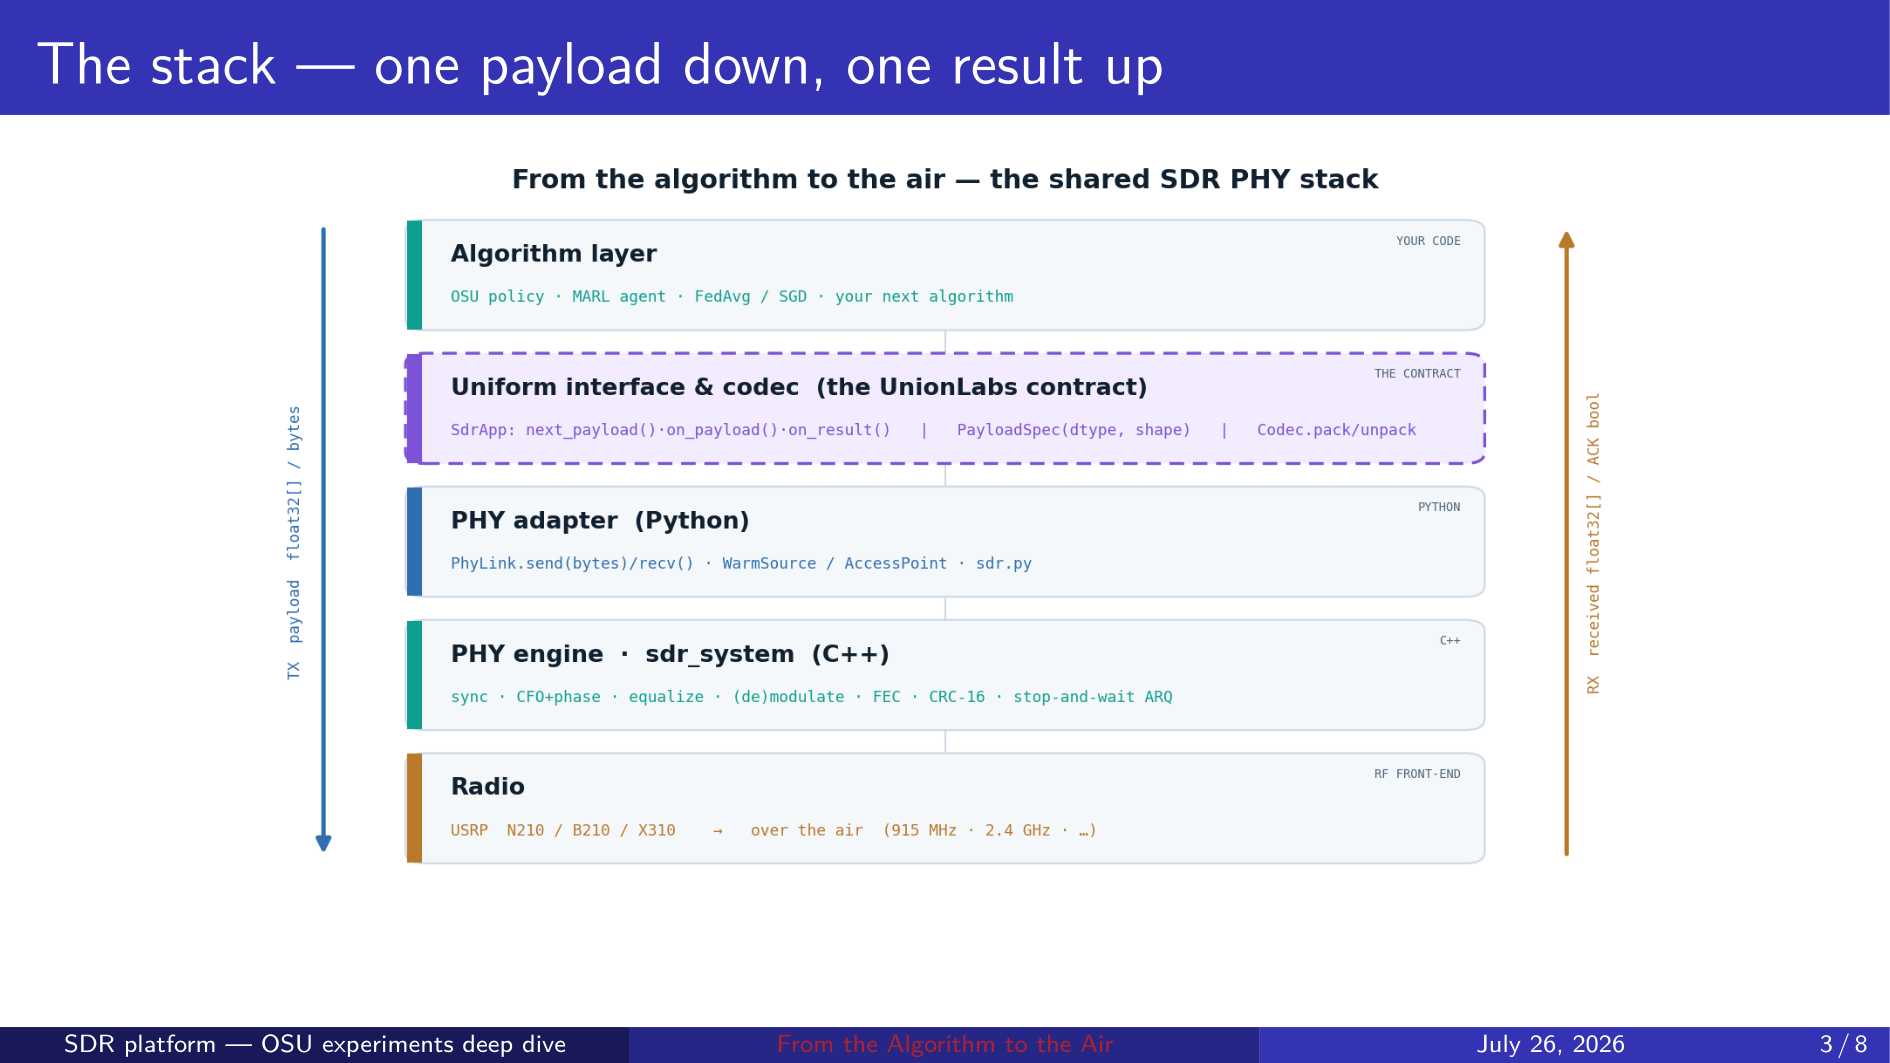 The stack — one payload down, one result up
From the algorithm to the air — the shared SDR PHY stack
Algorithm layer
YOUR CODE
OSU policy · MARL agent · FedAvg / SGD · your next algorithm
Uniform interface & codec (the UnionLabs contract)
THE CONTRACT
SdrApp: next_payload()·on_payload()·on_result() | PayloadSpec(dtype, shape) | Codec.pack/unpack
PHY adapter (Python)
PYTHON
PhyLink.send(bytes)/recv() · WarmSource / AccessPoint · sdr.py
PHY engine · sdr_system (C++)
C++
sync · CFO+phase · equalize · (de)modulate · FEC · CRC-16 · stop-and-wait ARQ
Radio
RF FRONT-END
USRP N210 / B210 / X310 → over the air (915 MHz · 2.4 GHz · …)
TX payload float32[] / bytes
RX received float32[] / ACK bool
SDR platform — OSU experiments deep dive
From the Algorithm to the Air
July 26, 2026
3 / 8